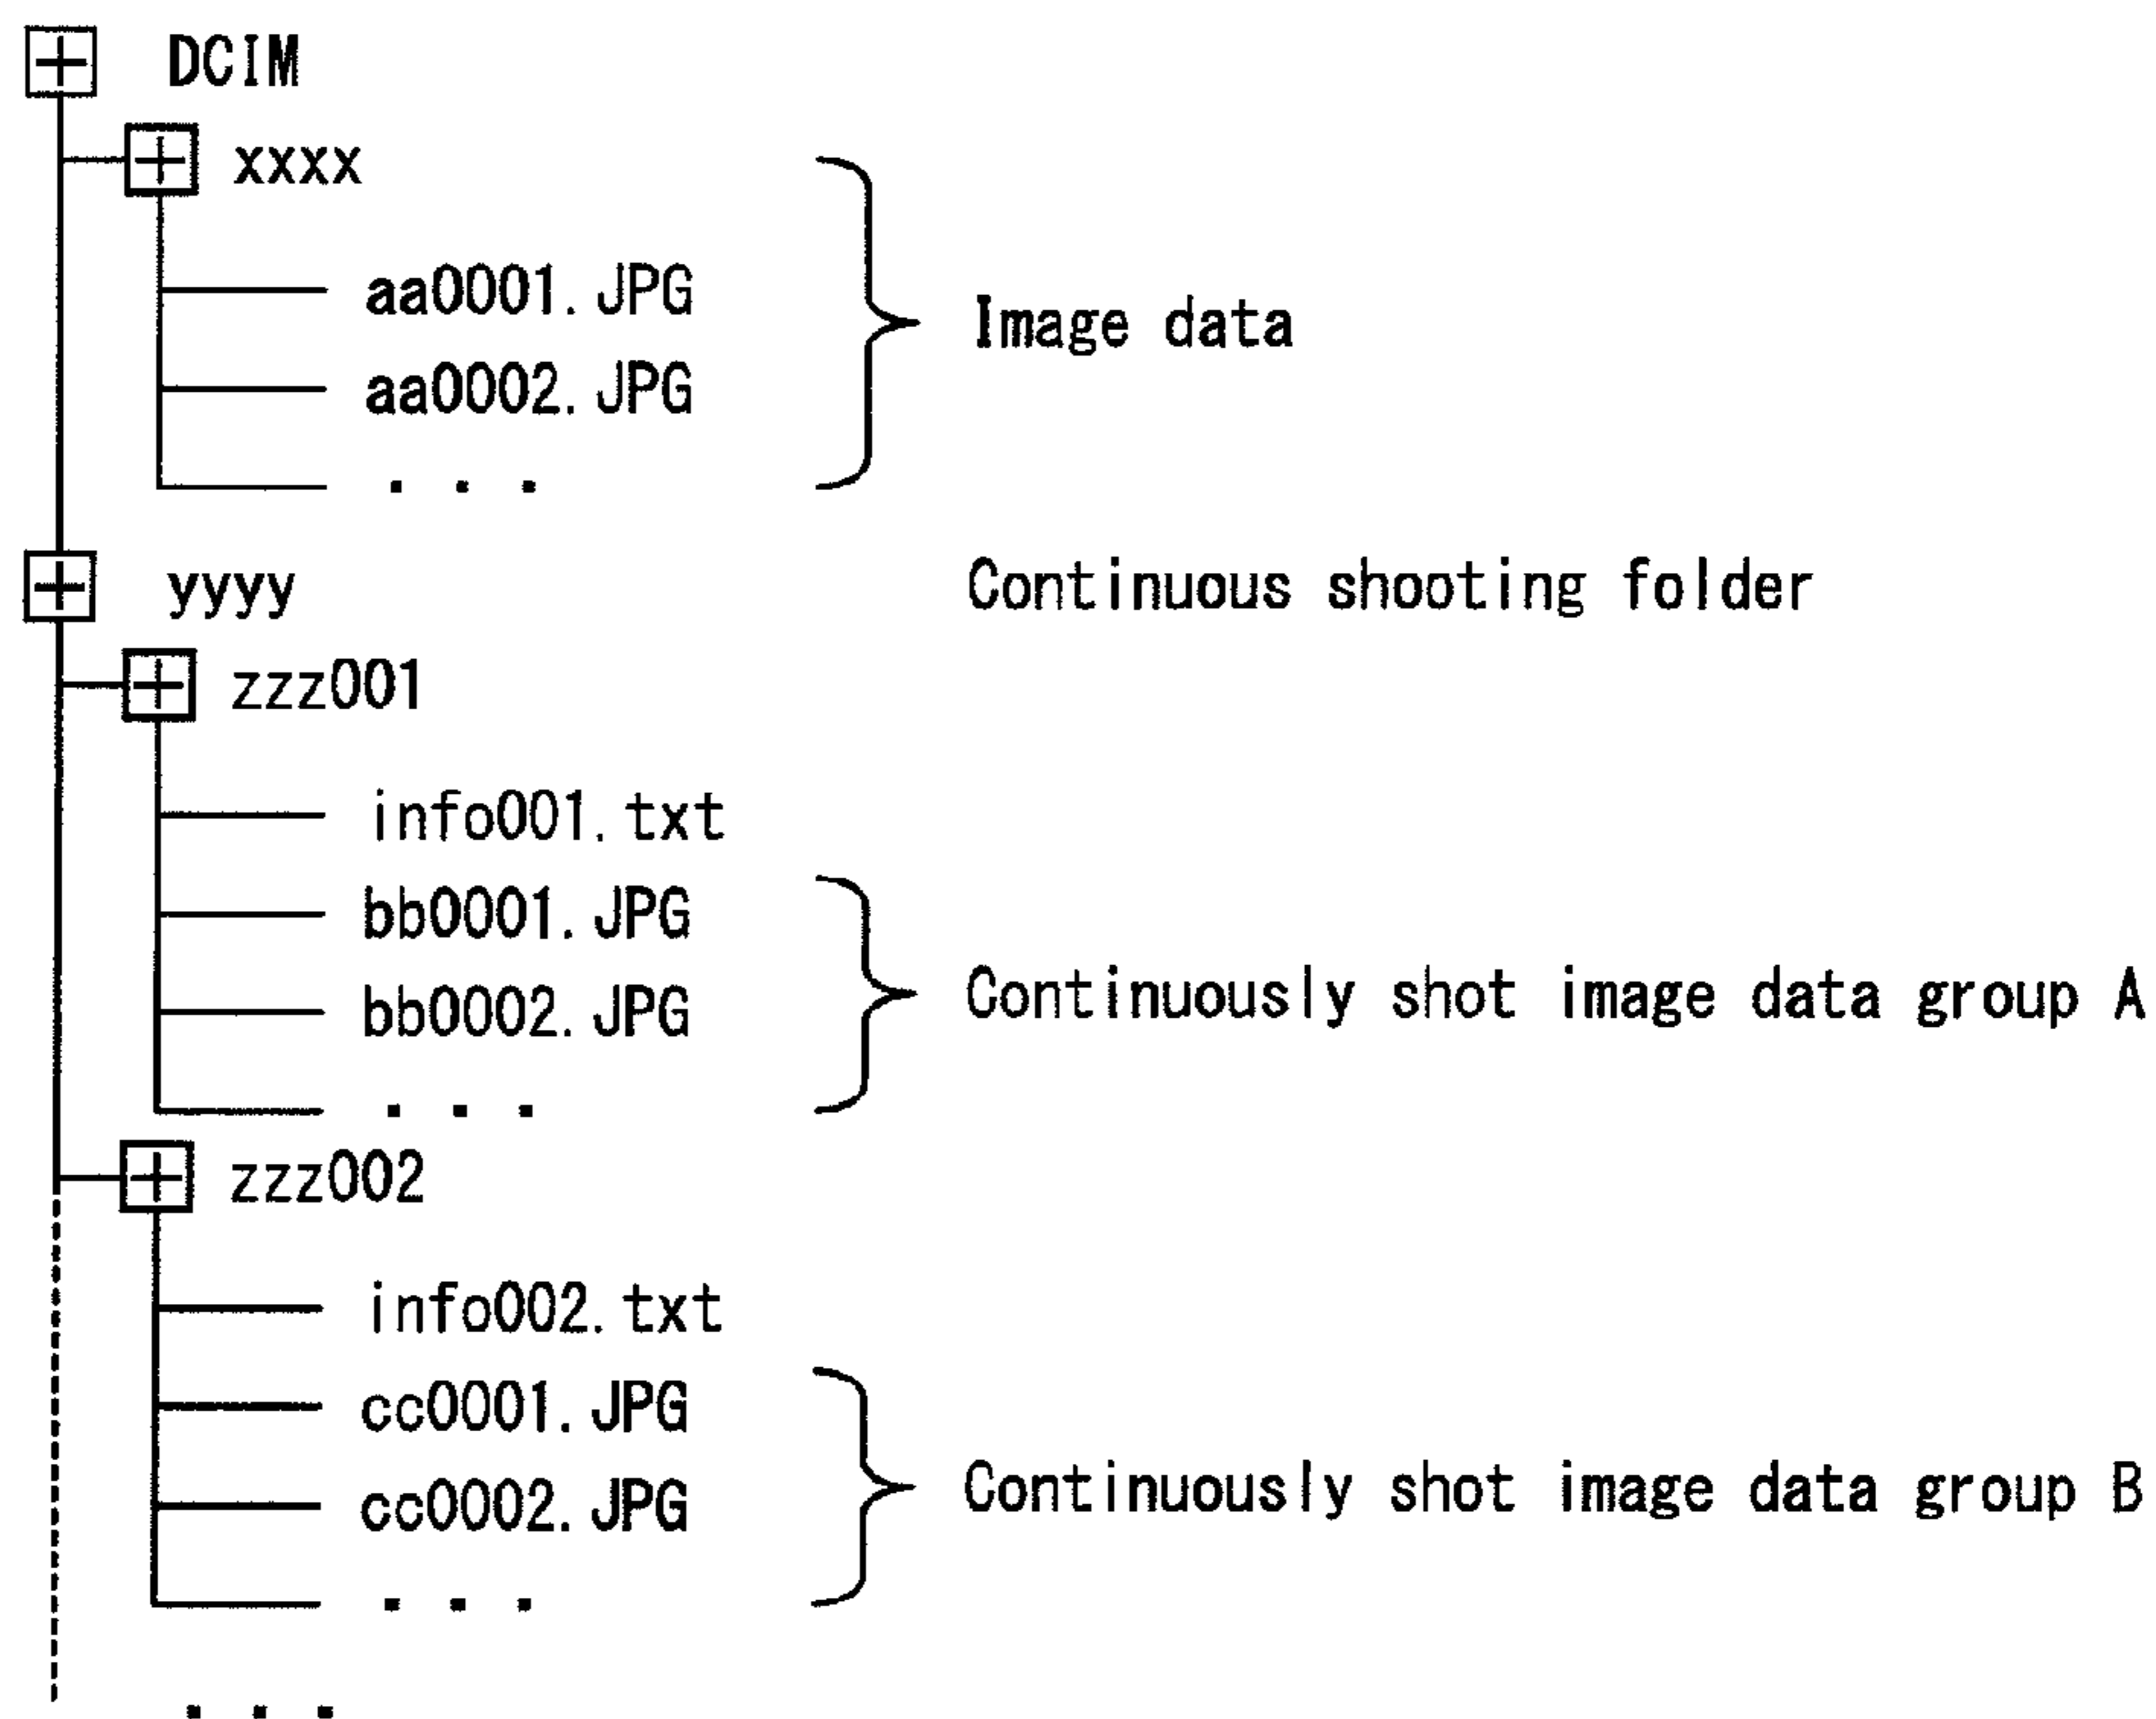 DCIM
xxxx
aa0001.JPG
Image data
aa0002.JPG
...
yyyy Continuous shooting folder
zzz001
info001.txt
bb0001.JPG
Continuously shot image data group A
bb0002.JPG
...
zzz002
info002.txt
cc0001.JPG
Continuously shot image data group B
cc0002.JPG
...
...